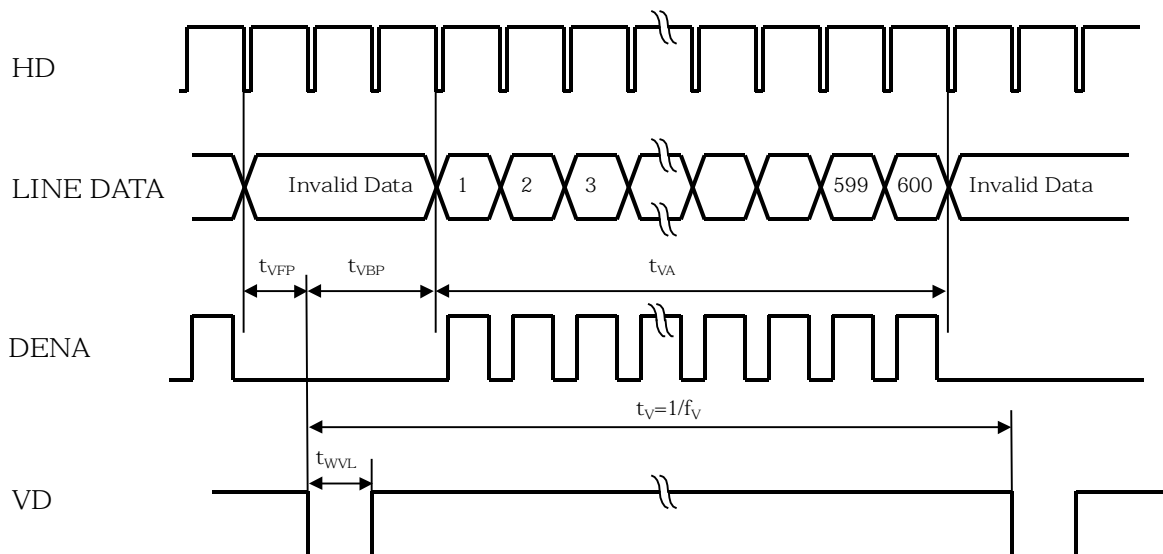 HD
LINE DATA
Invalid Data
1
2
3
599
600
Invalid Data
tVFP
tVBP
tVA
DENA
tV=1/fV
tWVL
VD